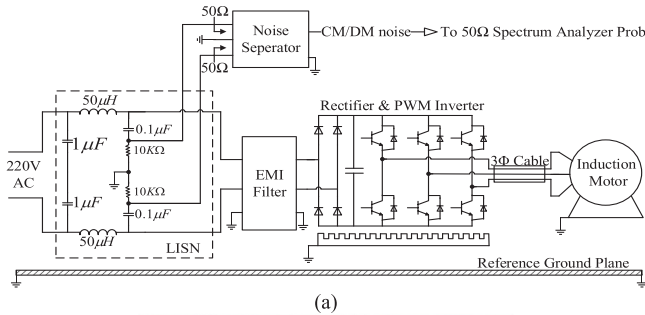 50Ω
Noise
Seperator
50Ω
CM/DM noise
To 50Ω Spectrum Analyzer Prob
50μH
0.1μF
1μF
10KΩ
220V
AC
10KΩ
1μF
0.1μF
50μH
LISN
EMI
Filter
Rectifier & PWM Inverter
3Φ Cable
Induction
Motor
Reference Ground Plane
(a)